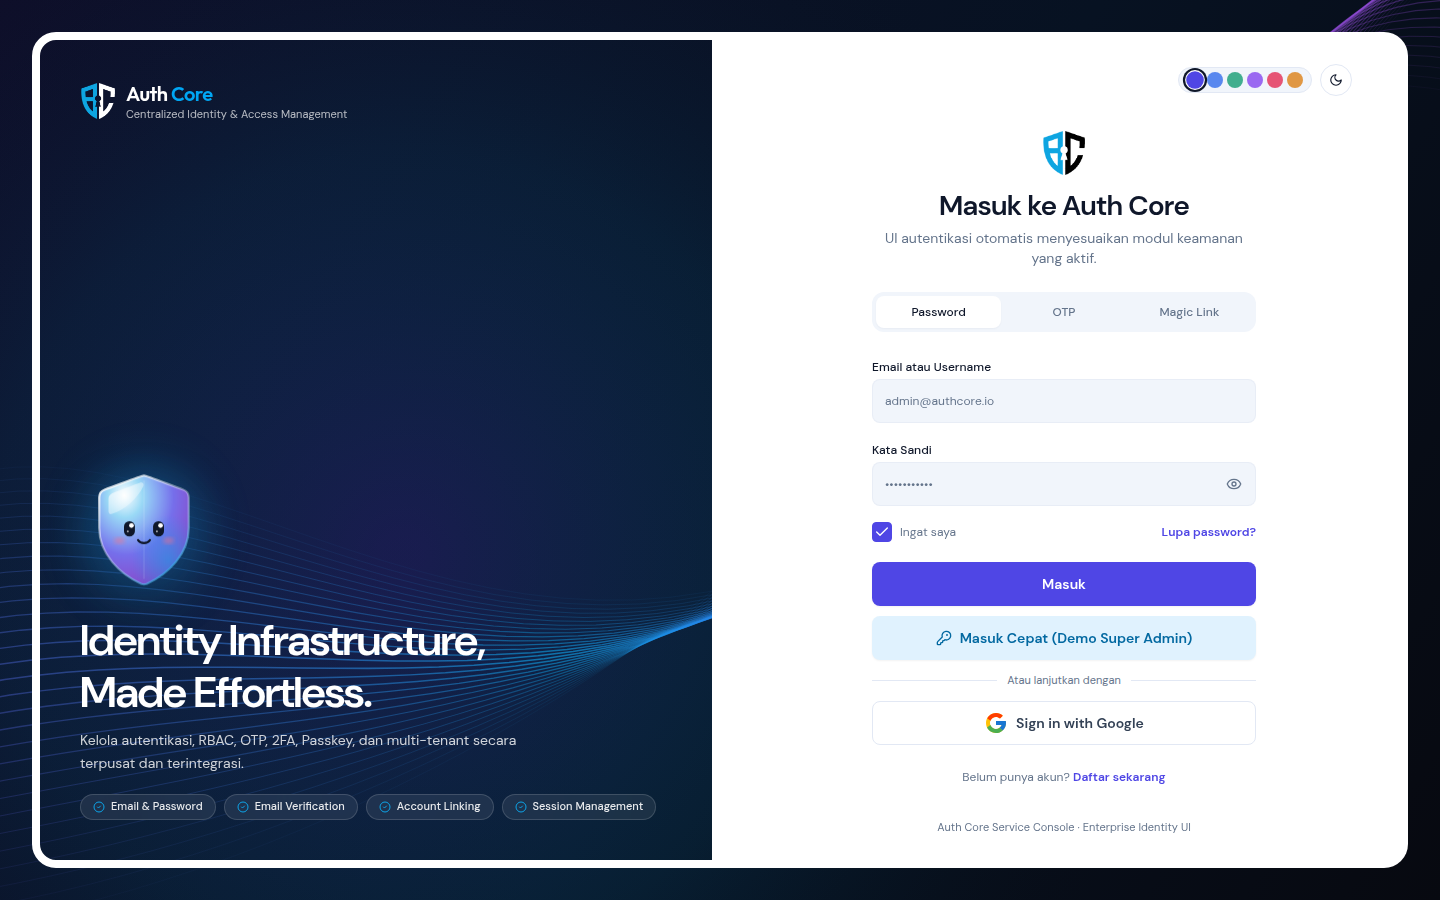 Auth Core
Centralized Identity & Access Management
Identity Infrastructure,
Made Effortless.
Kelola autentikasi, RBAC, OTP, 2FA, Passkey, dan multi-tenant secara
terpusat dan terintegrasi.
Email & Password
Email Verification
Account Linking
Session Management
Masuk ke Auth Core
UI autentikasi otomatis menyesuaikan modul keamanan
yang aktif.
Password
OTP
Magic Link
Email atau Username
admin@authcore.io
Kata Sandi
•••••••••••
Ingat saya
Lupa password?
Masuk
Masuk Cepat (Demo Super Admin)
Atau lanjutkan dengan
Sign in with Google
Belum punya akun? Daftar sekarang
Auth Core Service Console · Enterprise Identity UI